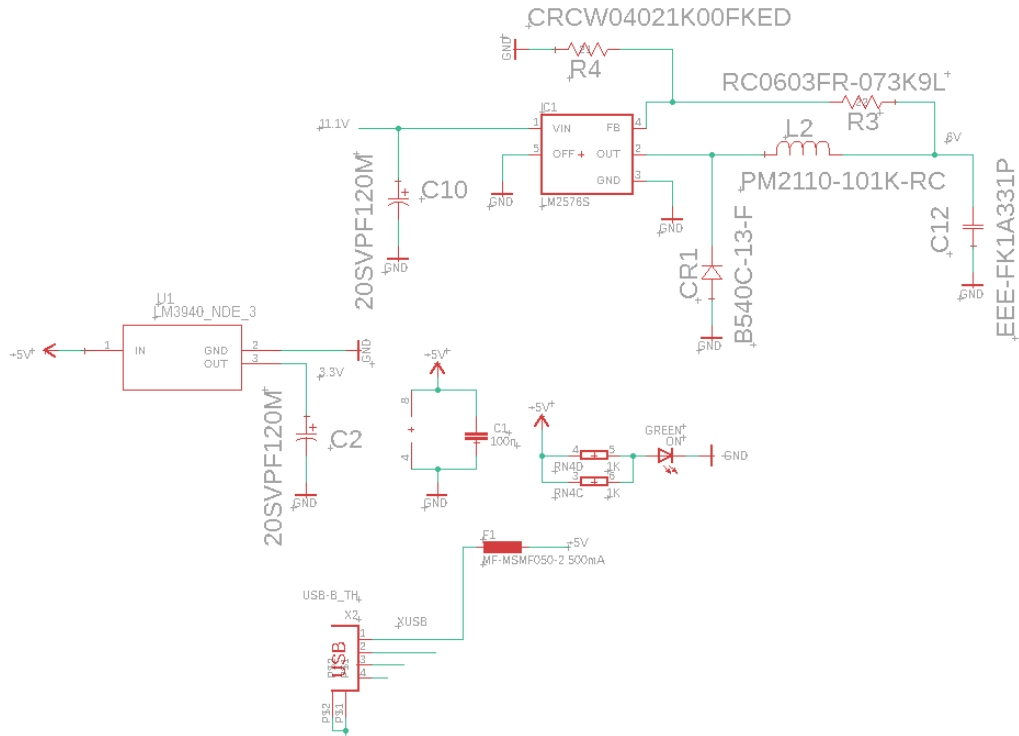 CRCW04021K00FKED
GND
R4
RC0603FR-073K9L
R3
IC1
11.1V
1
VIN
FB
4
5
OFF
OUT
2
GND
3
LM2576S
L2
6V
PM2110-101K-RC
20SVPF120M
C10
GND
GND
GND
CR1
B540C-13-F
GND
C12
EEE-FK1A331P
GND
U1
LM3940_NDE_3
+5V
1
IN
GND
2
OUT
3
GND
3.3V
20SVPF120M
C2
GND
+5V
8
4
C1
100n
GND
+5V
4
5
RN4D
1K
3
6
RN4C
1K
GREEN
ON
GND
F1
+5V
MF-MSMF050-2 500mA
USB-B_TH
X2
XUSB
USB
1
2
3
4
P$2
P$1